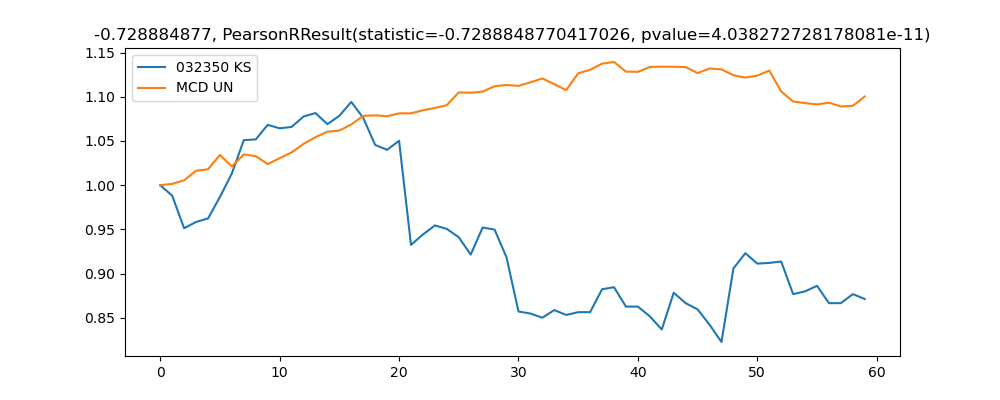 -0.728884877, PearsonRResult(statistic=-0.7288848770417026, pvalue=4.038272728178081e-11)
032350 KS
MCD UN
1.15
1.10
1.05
1.00
0.95
0.90
0.85
0 10 20 30 40 50 60